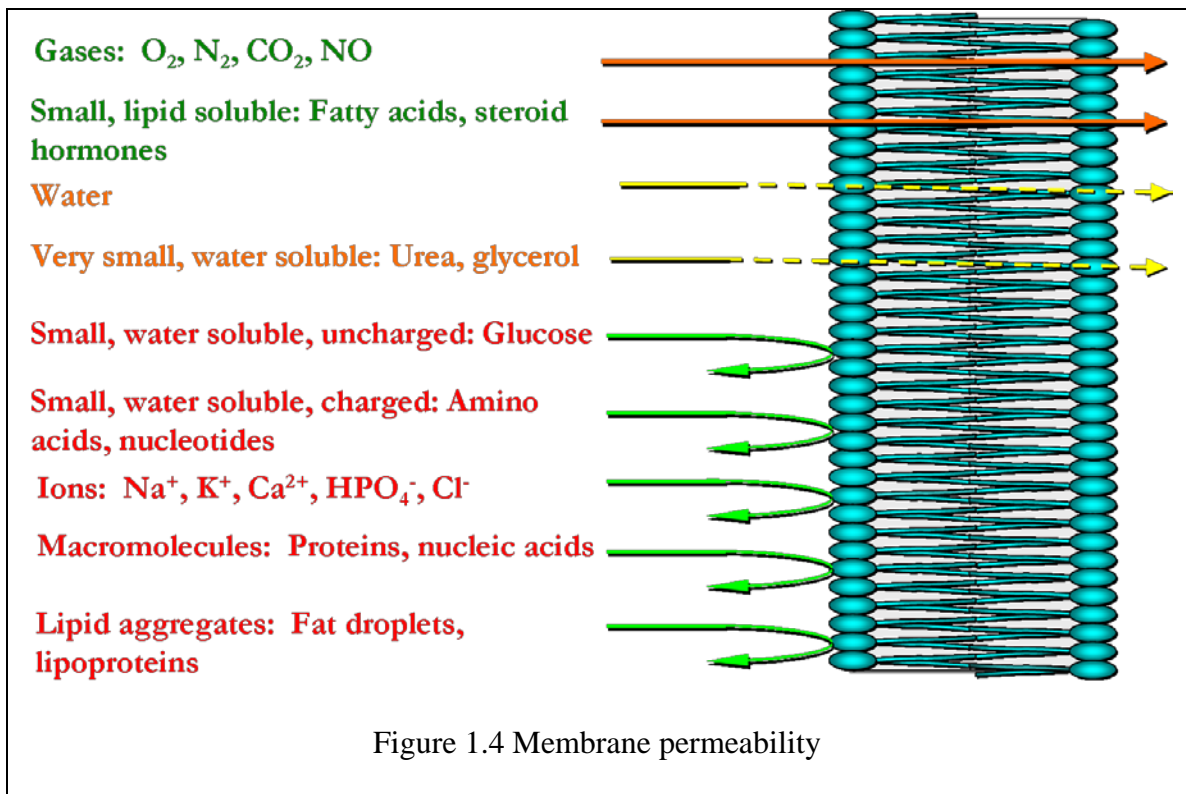 Gases: O₂, N₂, CO₂, NO
Small, lipid soluble: Fatty acids, steroid
hormones
Water
Very small, water soluble: Urea, glycerol
Small, water soluble, uncharged: Glucose
Small, water soluble, charged: Amino
acids, nucleotides
Ions: Na⁺, K⁺, Ca²⁺, HPO₄⁻, Cl⁻
Macromolecules: Proteins, nucleic acids
Lipid aggregates: Fat droplets,
lipoproteins
Figure 1.4 Membrane permeability